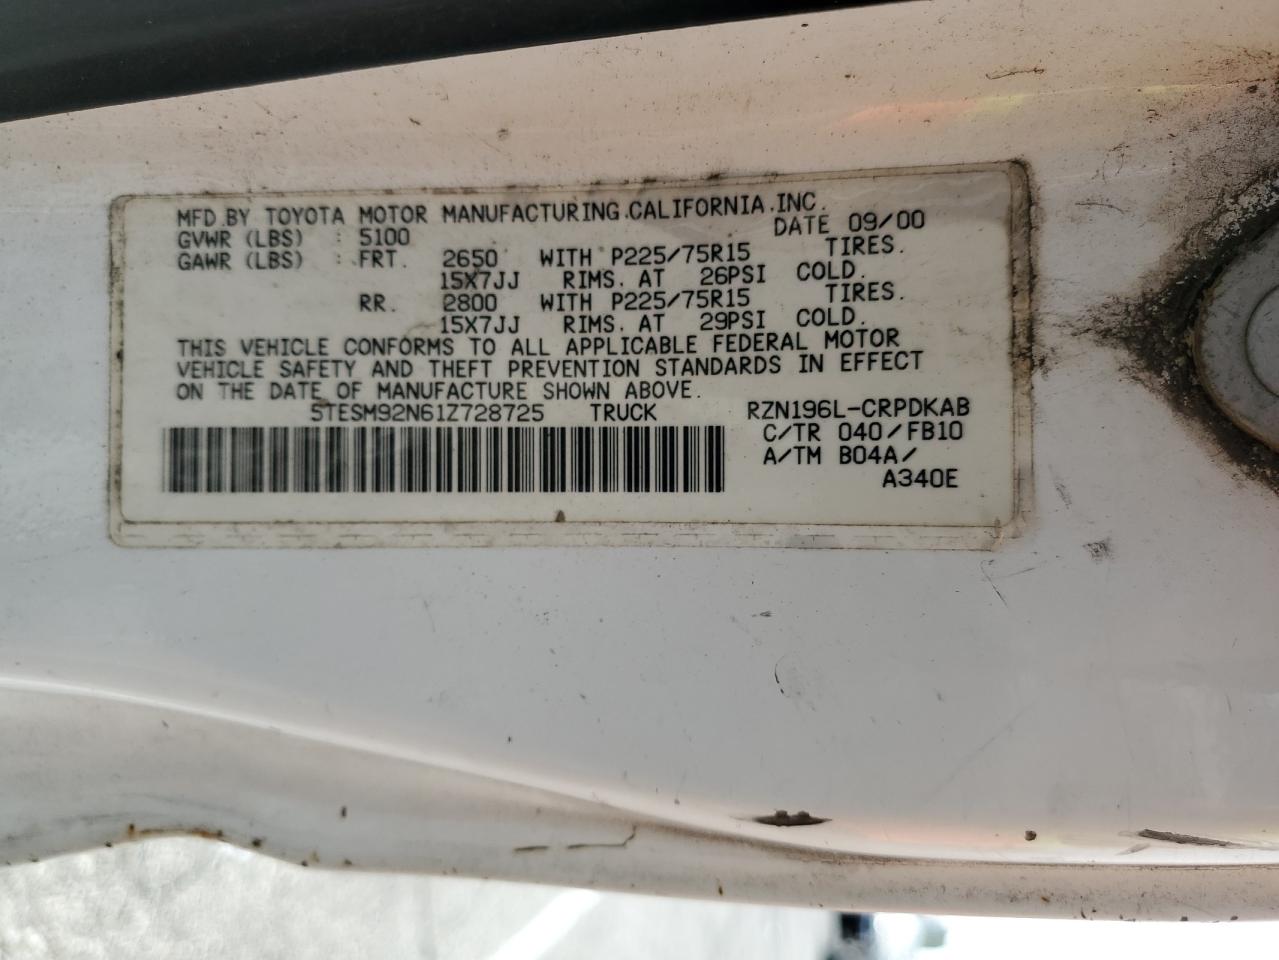 MFD.BY TOYOTA MOTOR MANUFACTURING.CALIFORNIA.INC.
DATE 09/00
GVWR (LBS) : 5100
GAWR (LBS) : FRT. 2650 WITH P225/75R15 TIRES.
15X7JJ RIMS. AT 26PSI COLD.
RR. 2800 WITH P225/75R15 TIRES.
15X7JJ RIMS. AT 29PSI COLD.
THIS VEHICLE CONFORMS TO ALL APPLICABLE FEDERAL MOTOR
VEHICLE SAFETY AND THEFT PREVENTION STANDARDS IN EFFECT
ON THE DATE OF MANUFACTURE SHOWN ABOVE.
5TESM92N61Z728725 TRUCK RZN196L-CRPDKAB
C/TR 040/FB10
A/TM B04A/
A340E